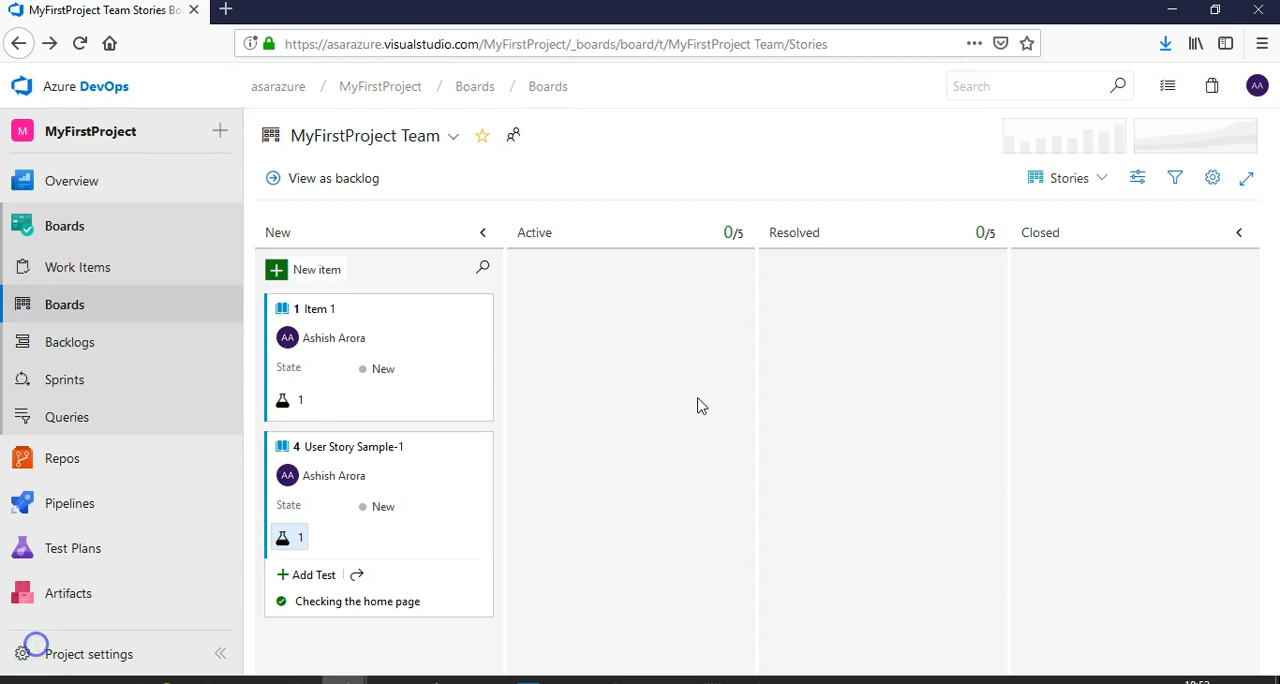 MyFirstProject Team Stories Bo
https://asarazure.visualstudio.com/MyFirstProject/_boards/board/t/MyFirstProject Team/Stories
Azure DevOps
asarazure / MyFirstProject / Boards / Boards
Search
AA
M MyFirstProject
MyFirstProject Team
Overview
View as backlog
Stories
Boards
New
Active 0/5
Resolved 0/5
Closed
Work Items
New item
Boards
1 Item 1
AA Ashish Arora
Backlogs
State New
Sprints
1
Queries
4 User Story Sample-1
Repos
AA Ashish Arora
State New
Pipelines
1
Test Plans
Add Test
Artifacts
Checking the home page
Project settings